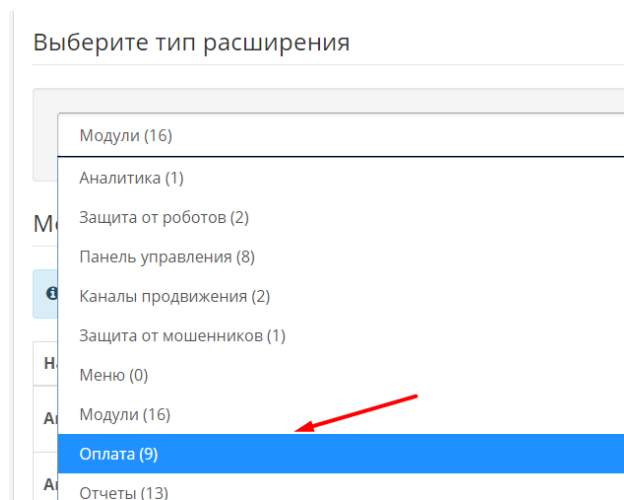 Выберите тип расширения
Модули (16)
Аналитика (1)
Защита от роботов (2)
Панель управления (8)
Каналы продвижения (2)
Защита от мошенников (1)
Меню (0)
Модули (16)
Оплата (9)
Отчеты (13)